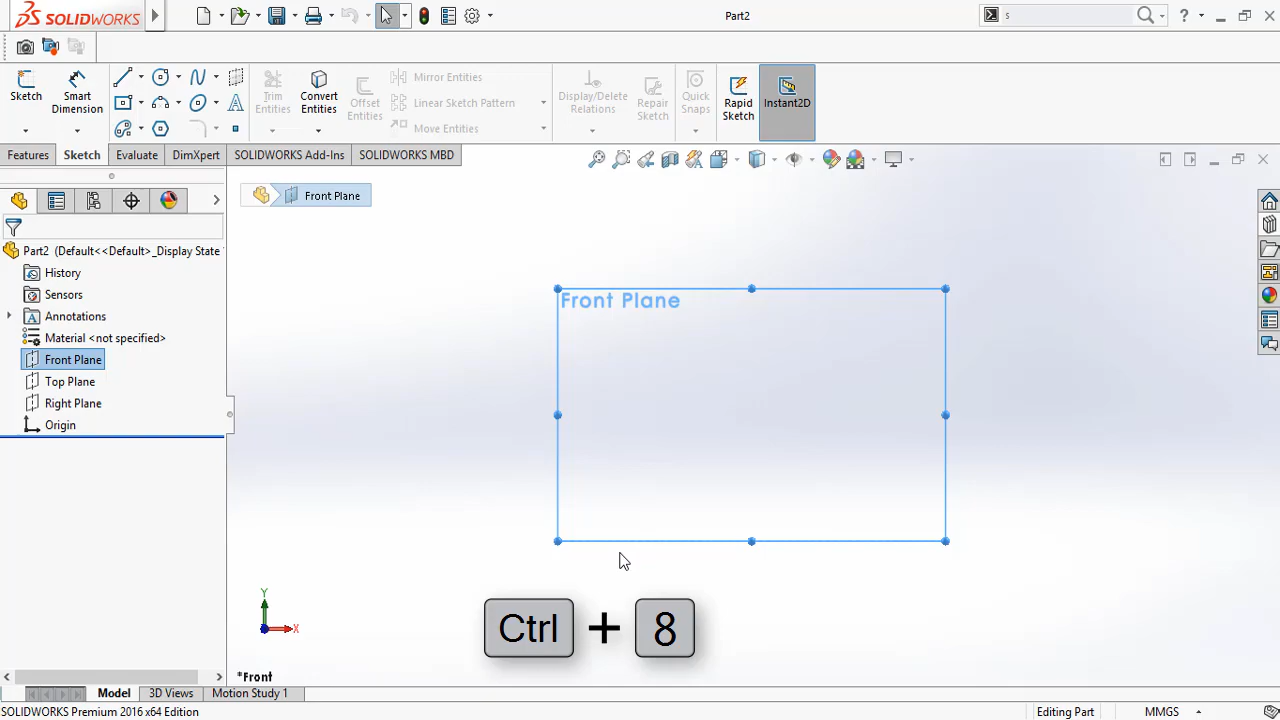 SOLIDWORKS
Part2
s
?
Sketch
Smart Dimension
Trim Entities
Convert Entities
Offset Entities
Mirror Entities
Linear Sketch Pattern
Move Entities
Display/Delete Relations
Repair Sketch
Quick Snaps
Rapid Sketch
Instant2D
Features
Sketch
Evaluate
DimXpert
SOLIDWORKS Add-Ins
SOLIDWORKS MBD
Front Plane
Part2 (Default<<Default>_Display State
History
Sensors
Annotations
Material <not specified>
Front Plane
Top Plane
Right Plane
Origin
Front Plane
Y
X
Ctrl + 8
*Front
Model
3D Views
Motion Study 1
SOLIDWORKS Premium 2016 x64 Edition
Editing Part
MMGS